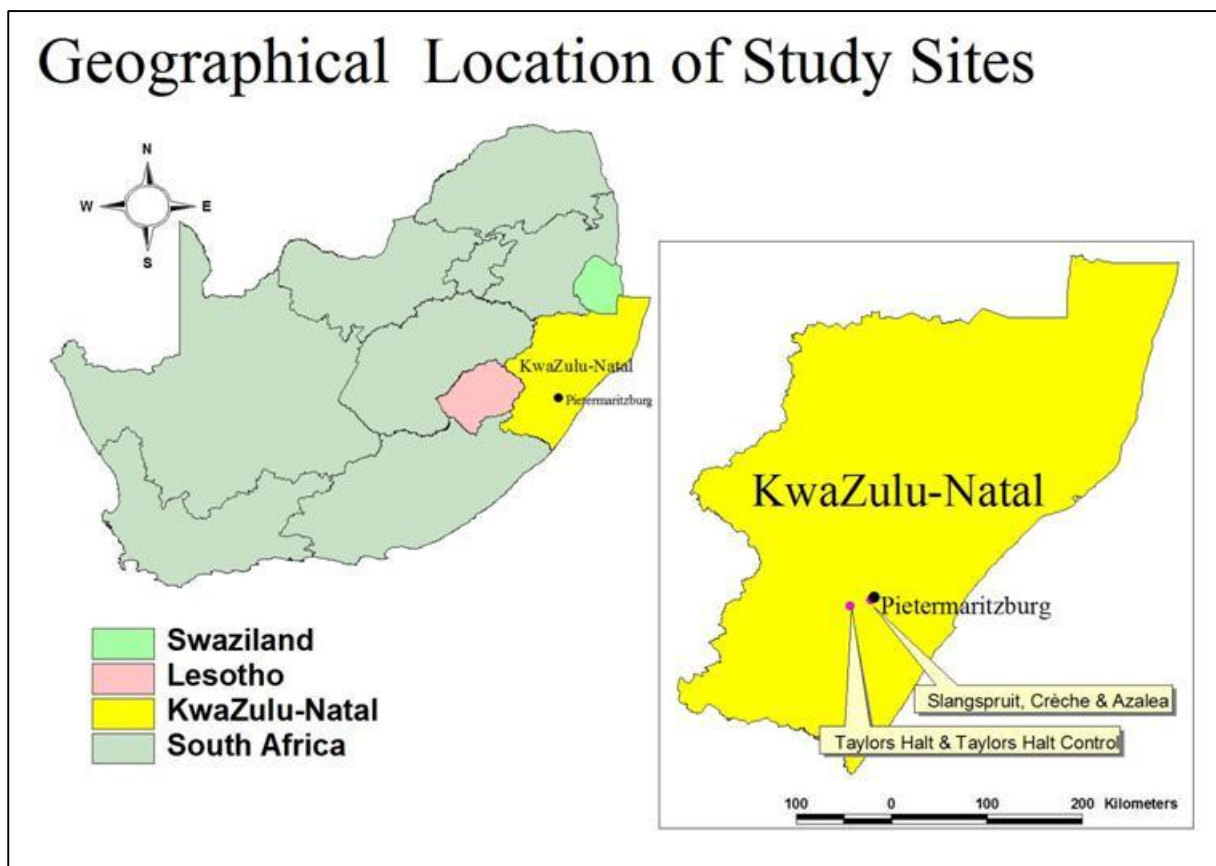 Geographical Location of Study Sites
N
W
E
S
KwaZulu-Natal
Pietermaritzburg
Swaziland
Lesotho
KwaZulu-Natal
South Africa
KwaZulu-Natal
Pietermaritzburg
Slangspruit, Crèche & Azalea
Taylors Halt & Taylors Halt Control
100 0 100 200 Kilometers